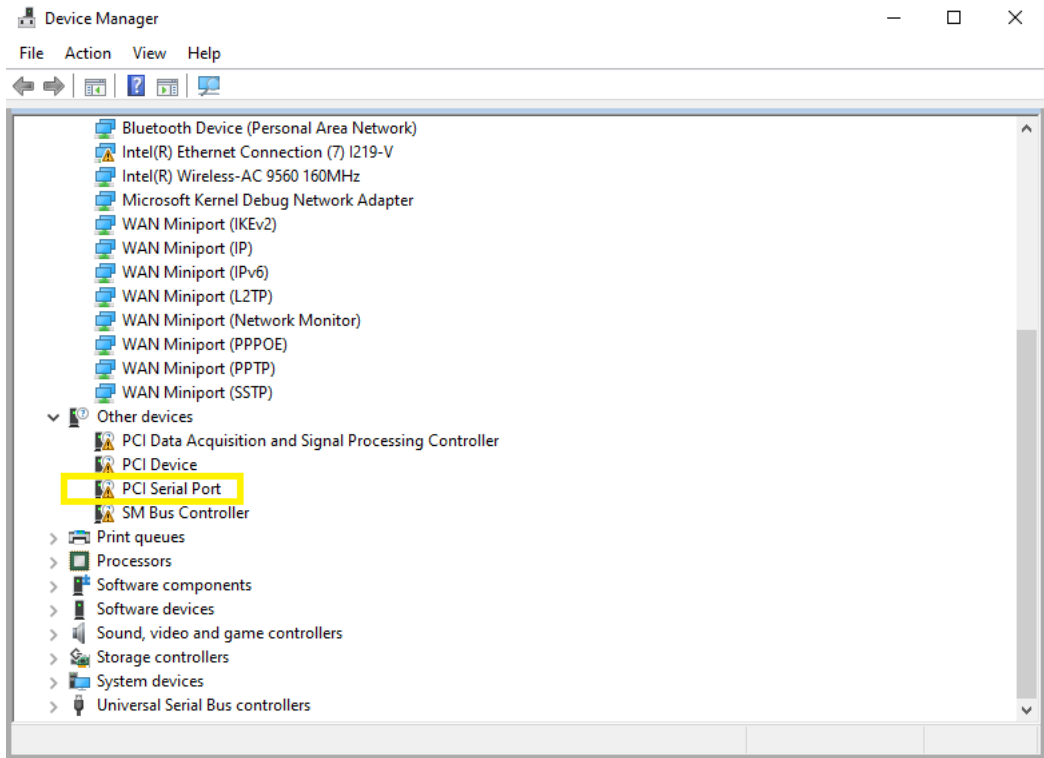 Device Manager
File Action View Help
Bluetooth Device (Personal Area Network)
Intel(R) Ethernet Connection (7) I219-V
Intel(R) Wireless-AC 9560 160MHz
Microsoft Kernel Debug Network Adapter
WAN Miniport (IKEv2)
WAN Miniport (IP)
WAN Miniport (IPv6)
WAN Miniport (L2TP)
WAN Miniport (Network Monitor)
WAN Miniport (PPPOE)
WAN Miniport (PPTP)
WAN Miniport (SSTP)
Other devices
PCI Data Acquisition and Signal Processing Controller
PCI Device
PCI Serial Port
SM Bus Controller
Print queues
Processors
Software components
Software devices
Sound, video and game controllers
Storage controllers
System devices
Universal Serial Bus controllers